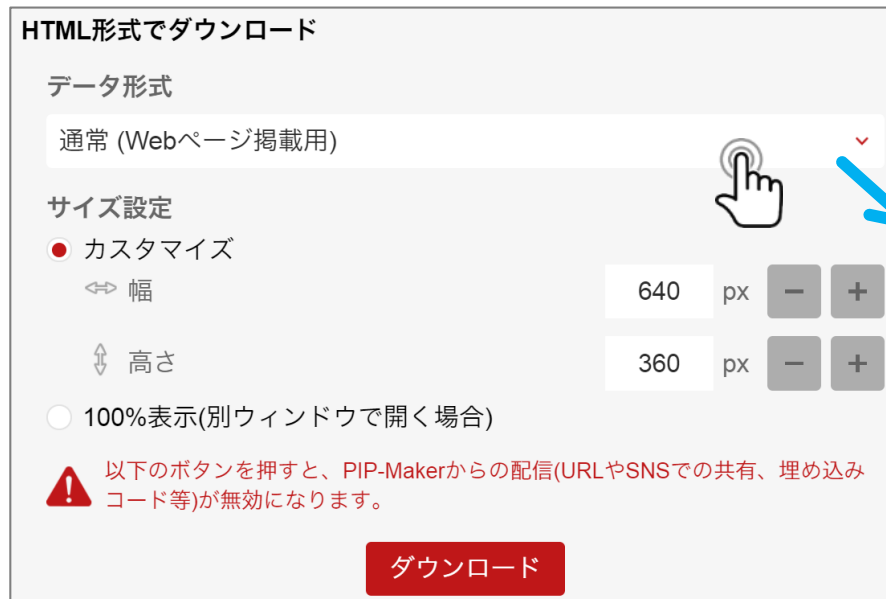 HTML形式でダウンロード
データ形式
通常 (Webページ掲載用)
サイズ設定
カスタマイズ
幅 640 px － ＋
高さ 360 px － ＋
100%表示(別ウィンドウで開く場合)
以下のボタンを押すと、PIP-Makerからの配信(URLやSNSでの共有、埋め込み
コード等)が無効になります。
ダウンロード